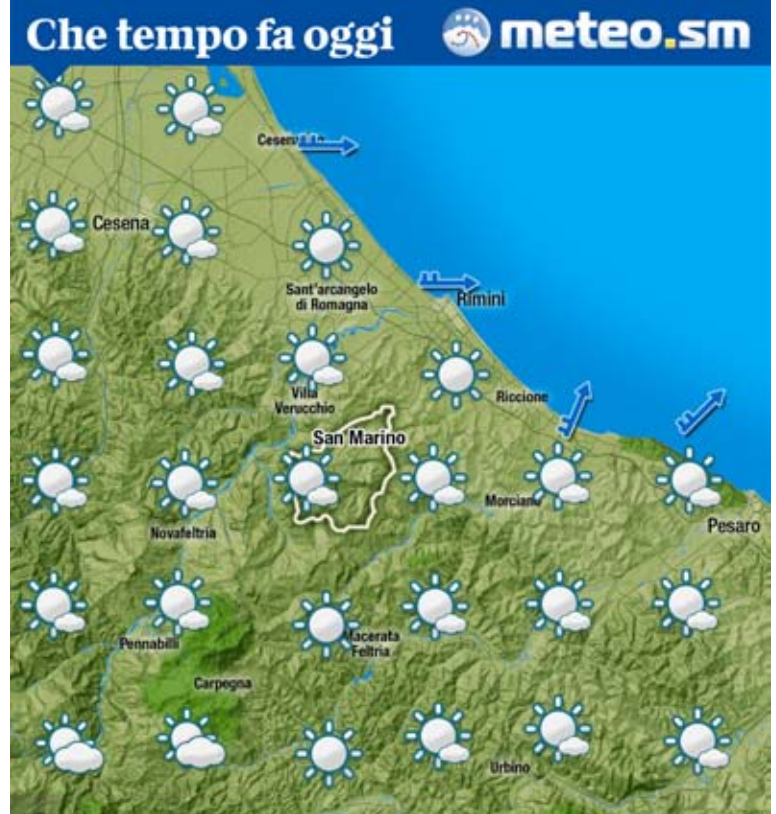 Che tempo fa oggi
meteo.sm
Cesena
Sant'arcangelo
di Romagna
Rimini
Villa
Verucchio
Riccione
San Marino
Novafeltria
Morciano
Pesaro
Pennabilli
Macerata
Feltria
Carpegna
Urbino